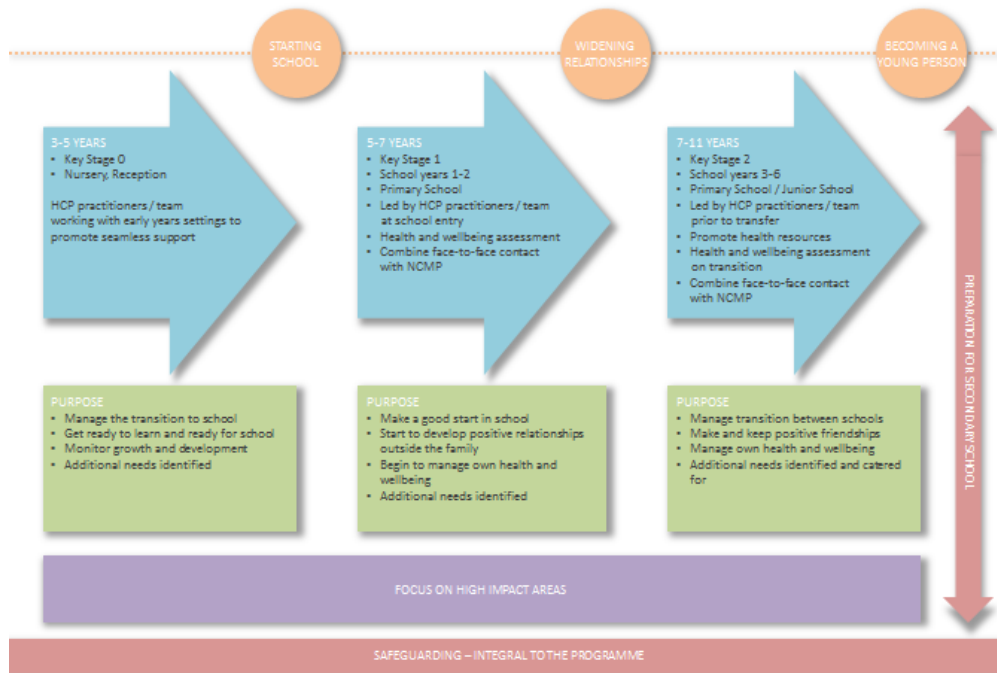 STARTING
SCHOOL
WIDENING
RELATIONSHIPS
BECOMING A
YOUNG PERSON
3-5 YEARS
▪ Key Stage 0
▪ Nursery, Reception
HCP practitioners / team
working with early years settings to
promote seamless support
5-7 YEARS
▪ Key Stage 1
▪ School years 1-2
▪ Primary School
▪ Led by HCP practitioners / team
at school entry
▪ Health and wellbeing assessment
▪ Combine face-to-face contact
with NCMP
7-11 YEARS
▪ Key Stage 2
▪ School years 3-6
▪ Primary School / Junior School
▪ Led by HCP practitioners / team
prior to transfer
▪ Promote health resources
▪ Health and wellbeing assessment
on transition
▪ Combine face-to-face contact
with NCMP
PURPOSE
▪ Manage the transition to school
▪ Get ready to learn and ready for school
▪ Monitor growth and development
▪ Additional needs identified
PURPOSE
▪ Make a good start in school
▪ Start to develop positive relationships
outside the family
▪ Begin to manage own health and
wellbeing
▪ Additional needs identified
PURPOSE
▪ Manage transition between schools
▪ Make and keep positive friendships
▪ Manage own health and wellbeing
▪ Additional needs identified and catered
for
PREPARATION FOR SECONDARY SCHOOL
FOCUS ON HIGH IMPACT AREAS
SAFEGUARDING – INTEGRAL TO THE PROGRAMME